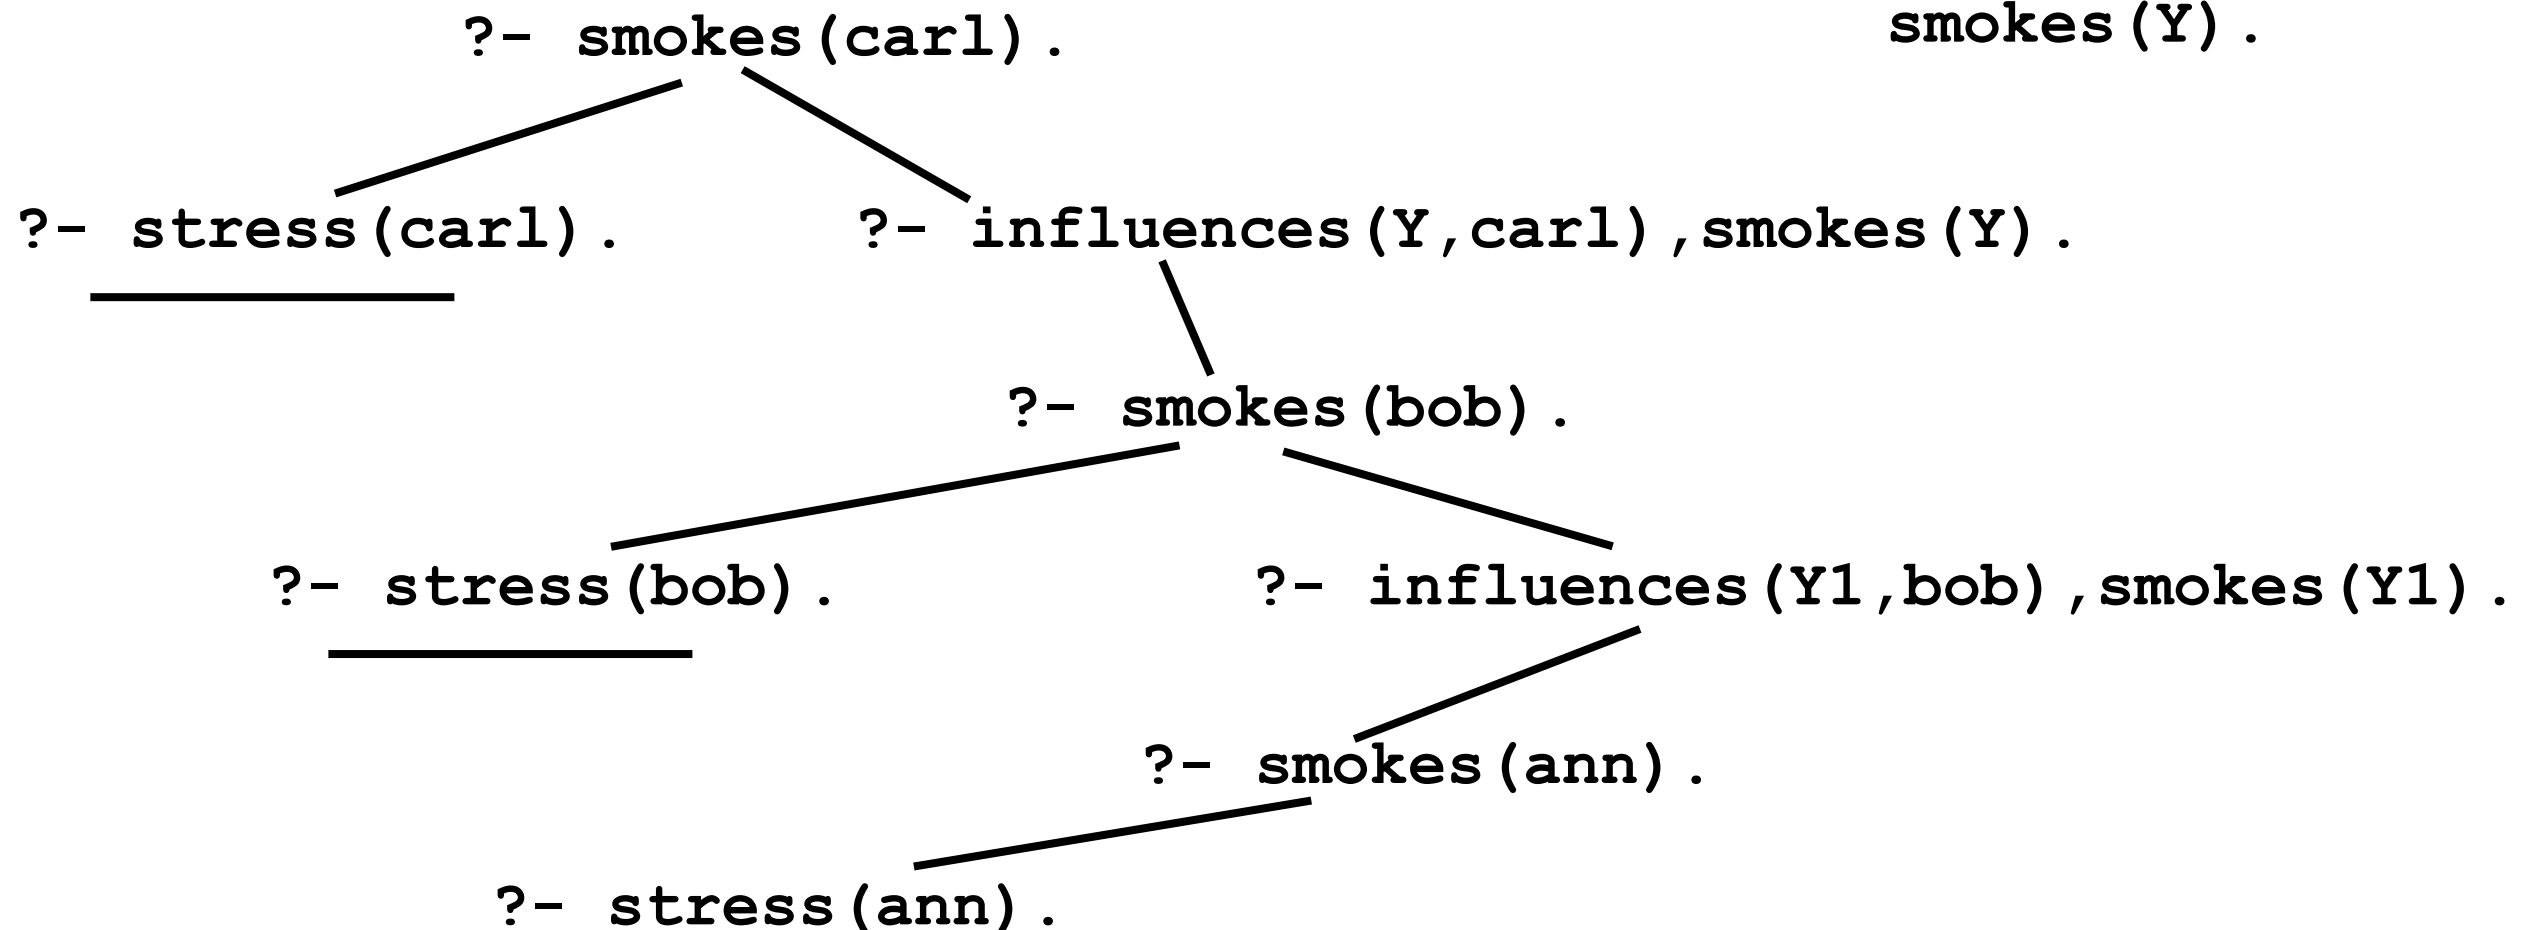 ?- smokes(carl).
smokes(Y).
?- stress(carl).
?- influences(Y,carl),smokes(Y).
?- smokes(bob).
?- stress(bob).
?- influences(Y1,bob),smokes(Y1).
?- smokes(ann).
?- stress(ann).